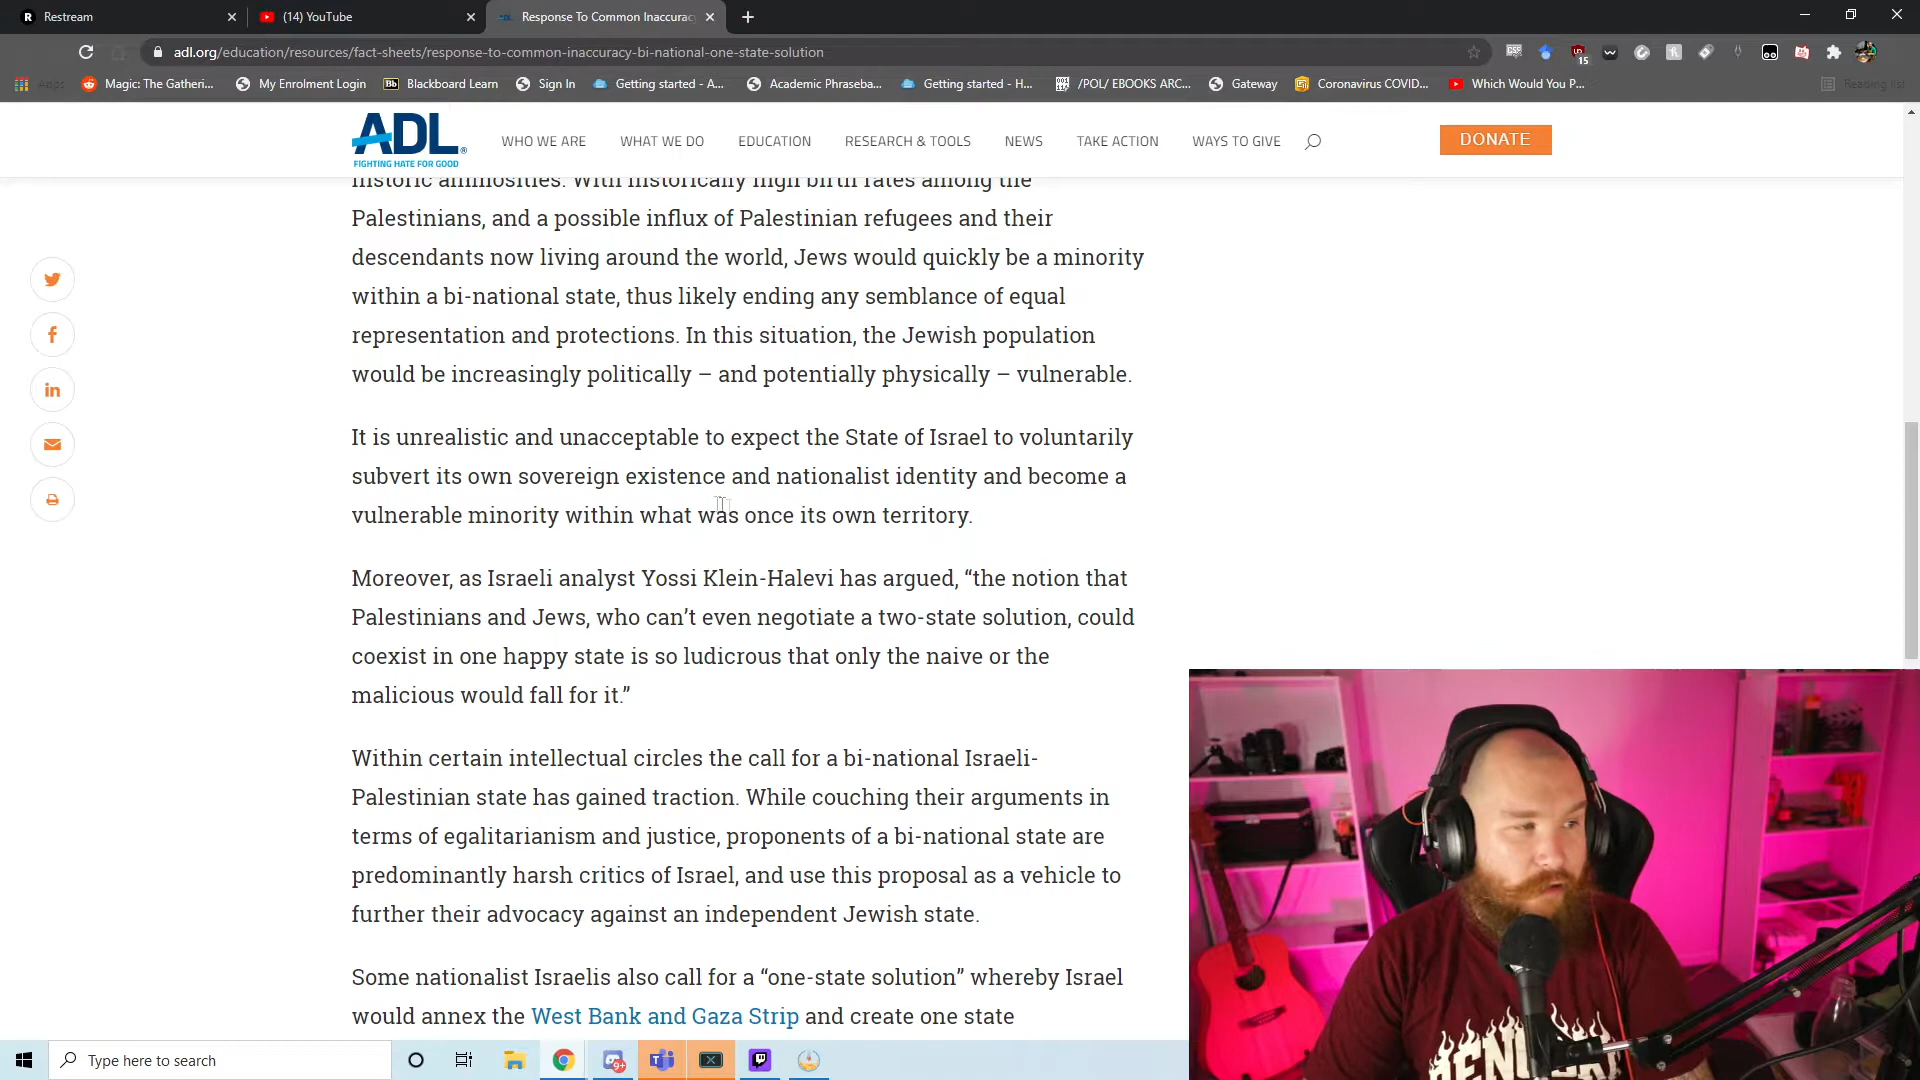 Restream
(14) YouTube
Response To Common Inaccurac
adl.org/education/resources/fact-sheets/response-to-common-inaccuracy-bi-national-one-state-solution
15
Apps
Magic: The Gatheri...
My Enrolment Login
Bb Blackboard Learn
Sign In
Getting started - A...
Academic Phraseba...
Getting started - H...
/POL/ EBOOKS ARC...
Gateway
Coronavirus COVID...
Which Would You P...
Reading list
ADL
FIGHTING HATE FOR GOOD
WHO WE ARE
WHAT WE DO
EDUCATION
RESEARCH & TOOLS
NEWS
TAKE ACTION
WAYS TO GIVE
DONATE
historic animosities. With historically high birth rates among the
Palestinians, and a possible influx of Palestinian refugees and their
descendants now living around the world, Jews would quickly be a minority
within a bi-national state, thus likely ending any semblance of equal
representation and protections. In this situation, the Jewish population
would be increasingly politically – and potentially physically – vulnerable.
It is unrealistic and unacceptable to expect the State of Israel to voluntarily
subvert its own sovereign existence and nationalist identity and become a
vulnerable minority within what was once its own territory.
Moreover, as Israeli analyst Yossi Klein-Halevi has argued, “the notion that
Palestinians and Jews, who can’t even negotiate a two-state solution, could
coexist in one happy state is so ludicrous that only the naive or the
malicious would fall for it.”
Within certain intellectual circles the call for a bi-national Israeli-
Palestinian state has gained traction. While couching their arguments in
terms of egalitarianism and justice, proponents of a bi-national state are
predominantly harsh critics of Israel, and use this proposal as a vehicle to
further their advocacy against an independent Jewish state.
Some nationalist Israelis also call for a “one-state solution” whereby Israel
would annex the West Bank and Gaza Strip and create one state
Type here to search